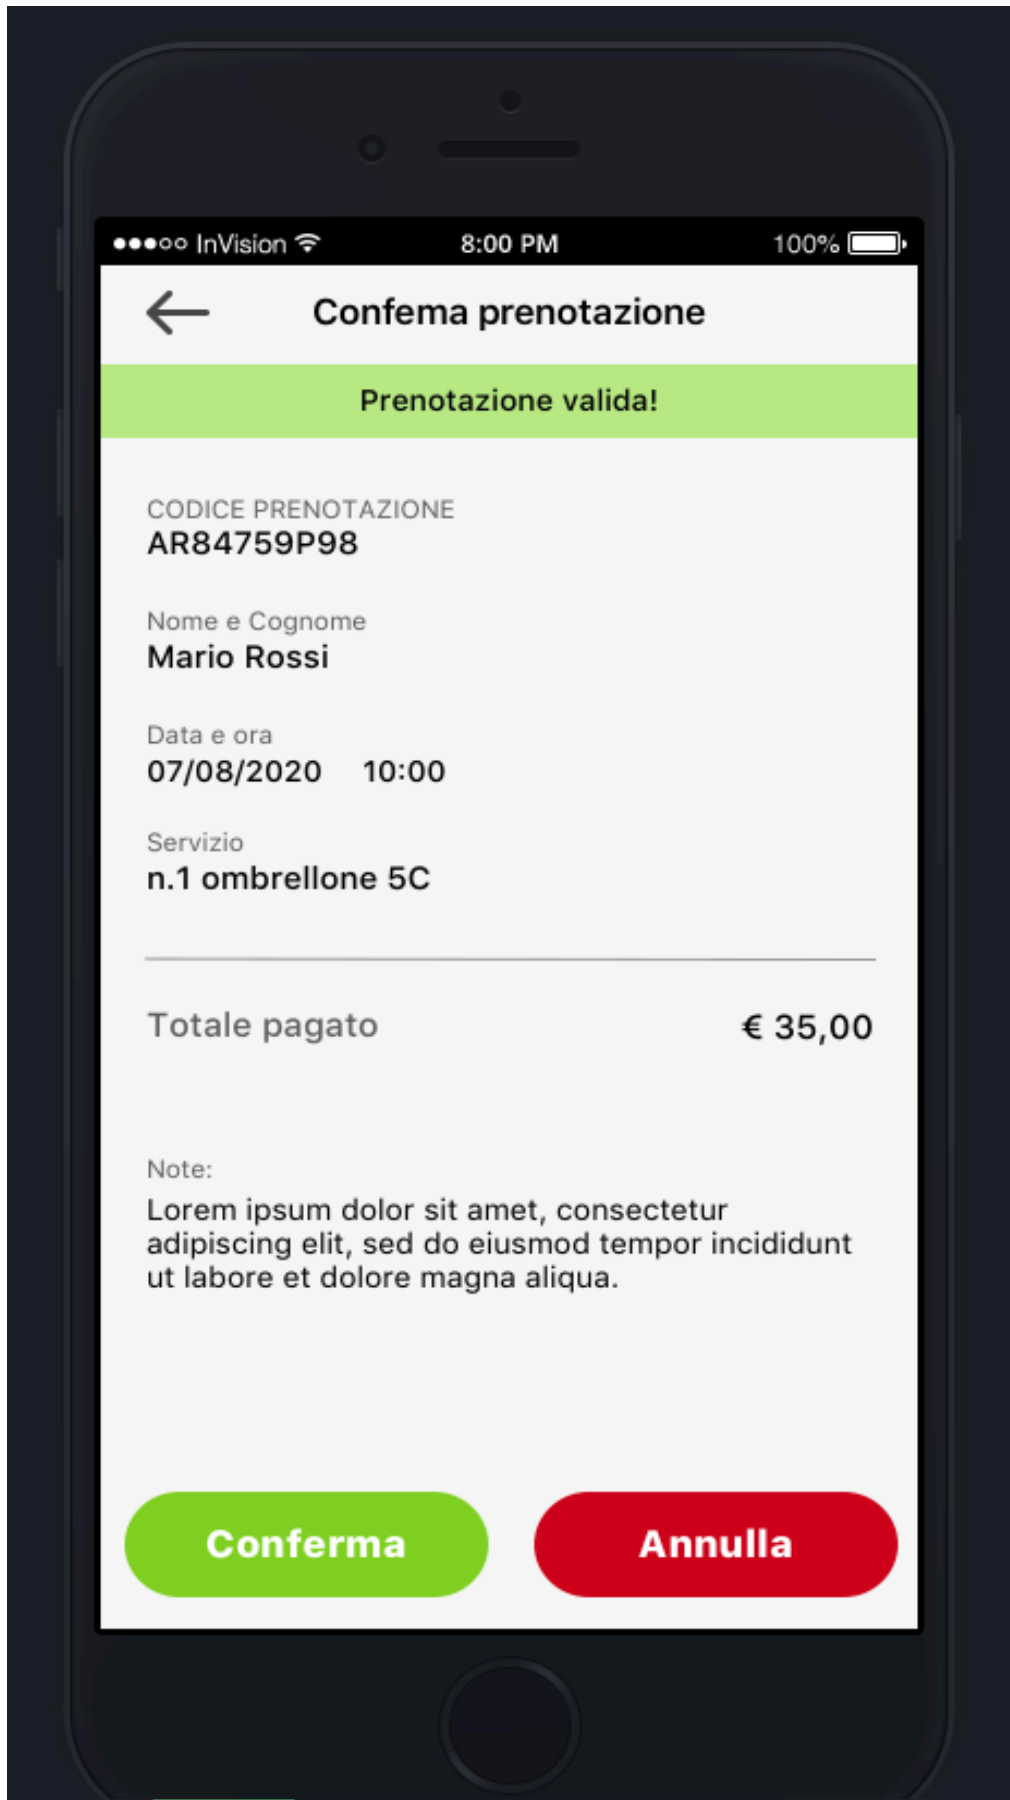 InVision 8:00 PM 100%
Confema prenotazione
Prenotazione valida!
CODICE PRENOTAZIONE
AR84759P98
Nome e Cognome
Mario Rossi
Data e ora
07/08/2020 10:00
Servizio
n.1 ombrellone 5C
Totale pagato € 35,00
Note:
Lorem ipsum dolor sit amet, consectetur
adipiscing elit, sed do eiusmod tempor incididunt
ut labore et dolore magna aliqua.
Conferma Annulla